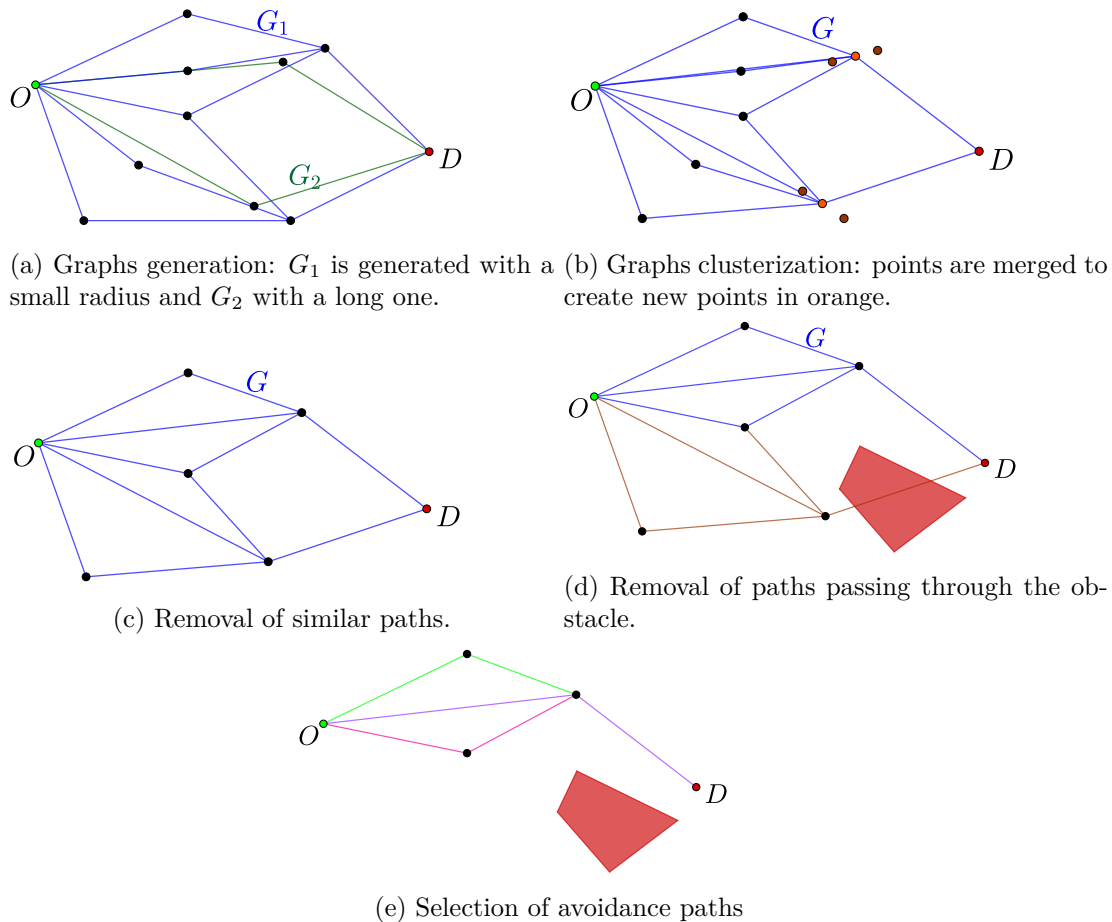 G₁
O
D
G₂
(a) Graphs generation: G₁ is generated with a
small radius and G₂ with a long one.
G
O
D
(b) Graphs clusterization: points are merged to
create new points in orange.
G
O
D
(c) Removal of similar paths.
G
O
D
(d) Removal of paths passing through the ob-
stacle.
O
D
(e) Selection of avoidance paths